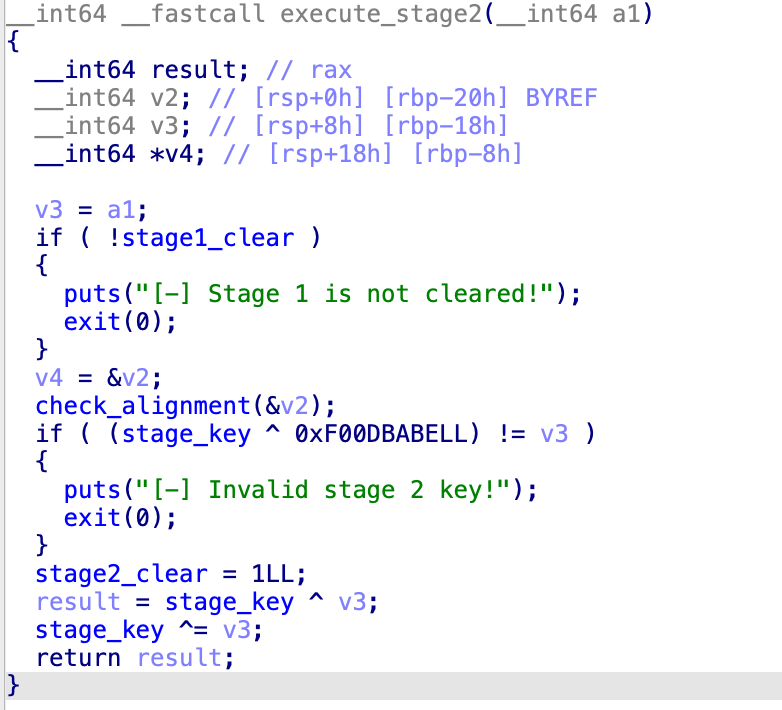 __int64 __fastcall execute_stage2(__int64 a1)
{
  __int64 result; // rax
  __int64 v2; // [rsp+0h] [rbp-20h] BYREF
  __int64 v3; // [rsp+8h] [rbp-18h]
  __int64 *v4; // [rsp+18h] [rbp-8h]

  v3 = a1;
  if ( !stage1_clear )
  {
    puts("[-] Stage 1 is not cleared!");
    exit(0);
  }
  v4 = &v2;
  check_alignment(&v2);
  if ( (stage_key ^ 0xF00DBABELL) != v3 )
  {
    puts("[-] Invalid stage 2 key!");
    exit(0);
  }
  stage2_clear = 1LL;
  result = stage_key ^ v3;
  stage_key ^= v3;
  return result;
}